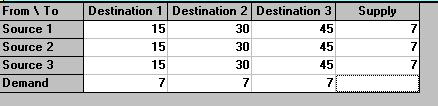 From \ To Destination 1 Destination 2 Destination 3 Supply
Source 1 15 30 45 7
Source 2 15 30 45 7
Source 3 15 30 45 7
Demand 7 7 7